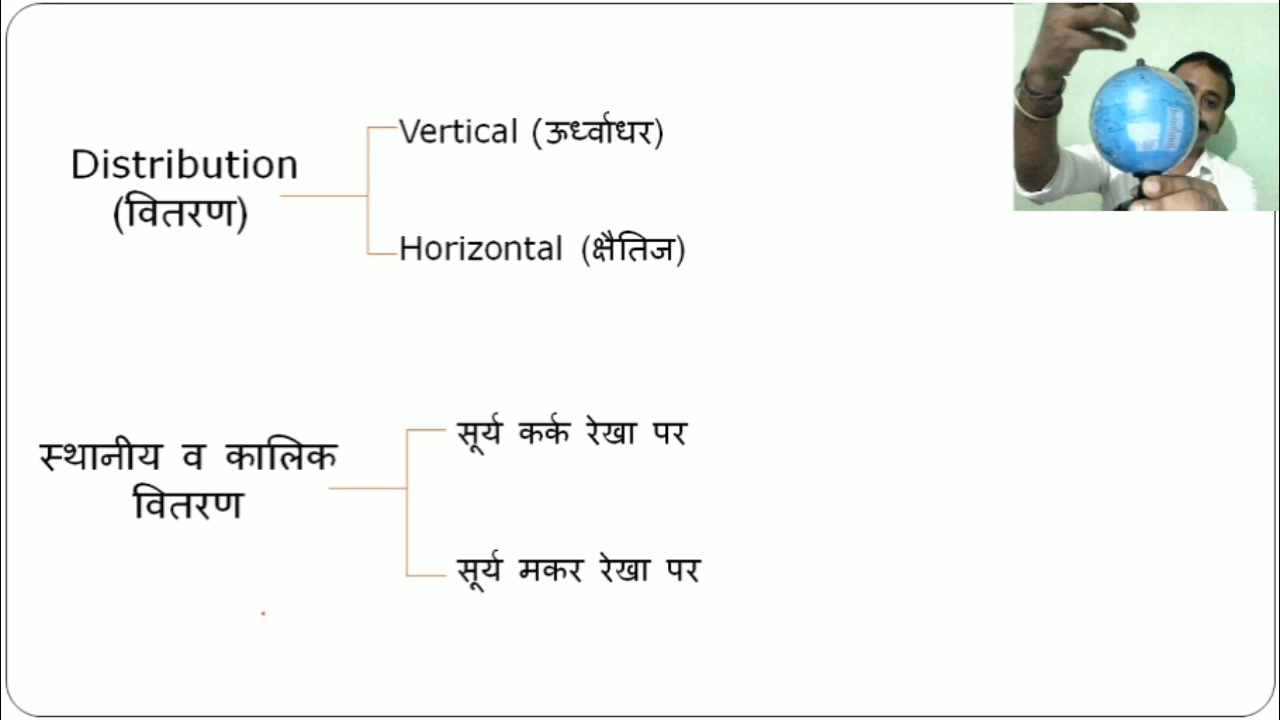 Distribution
(वितरण)
Vertical (ऊर्ध्वाधर)
Horizontal (क्षैतिज)
स्थानीय व कालिक
वितरण
सूर्य कर्क रेखा पर
सूर्य मकर रेखा पर